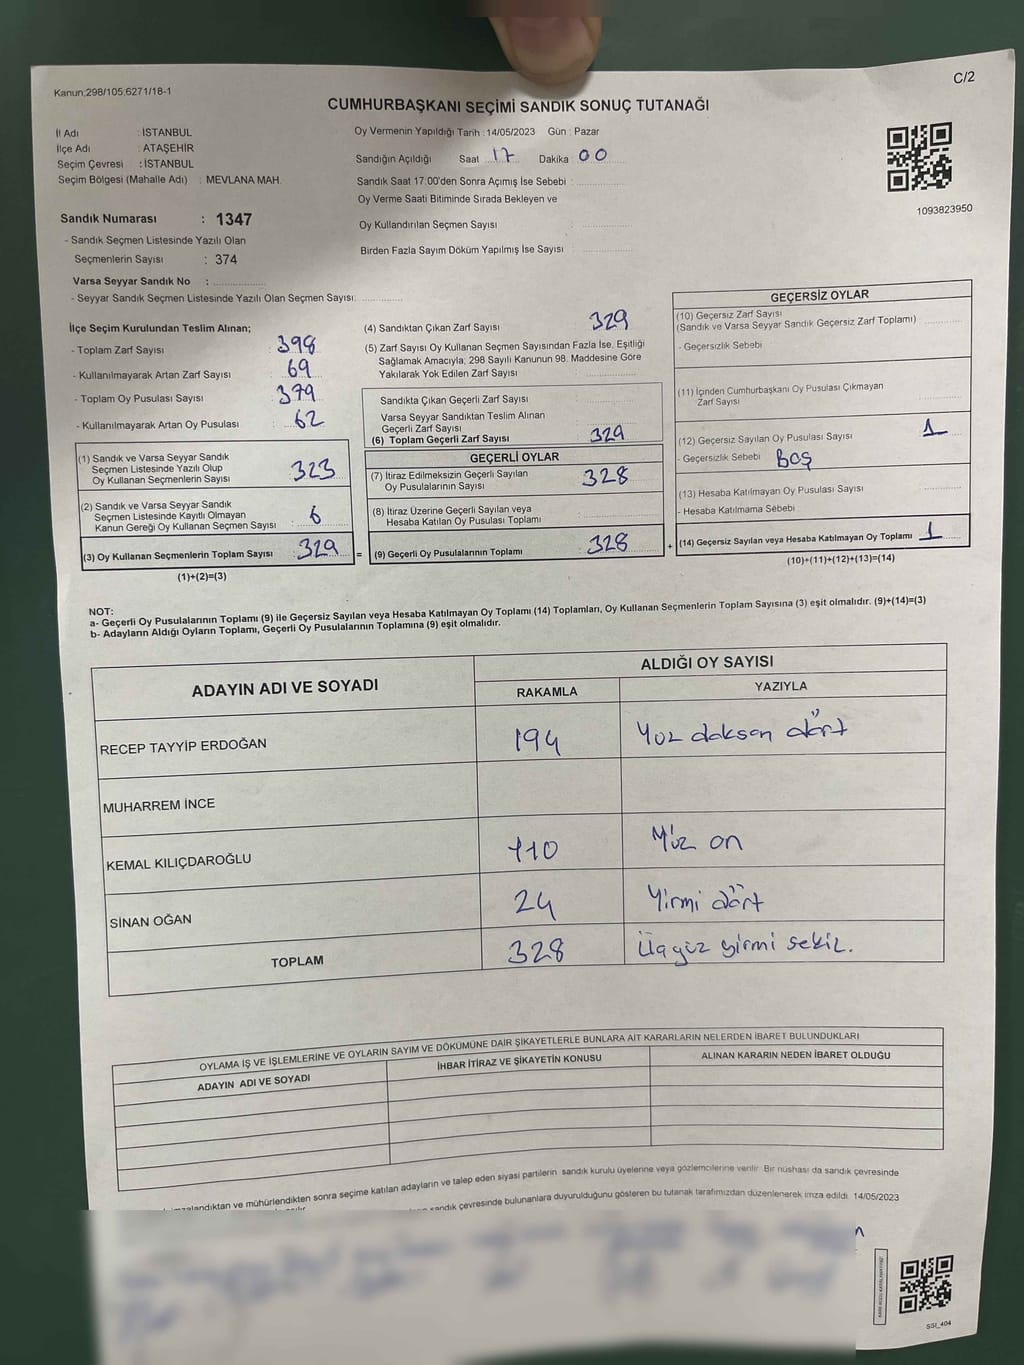 Kanun;298/105;6271/18-1
C/2
CUMHURBAŞKANI SEÇİMİ SANDIK SONUÇ TUTANAĞI
İl Adı : İSTANBUL
İlçe Adı : ATAŞEHİR
Seçim Çevresi : İSTANBUL
Seçim Bölgesi (Mahalle Adı) : MEVLANA MAH.
Sandık Numarası : 1347
- Sandık Seçmen Listesinde Yazılı Olan
Seçmenlerin Sayısı : 374
Varsa Seyyar Sandık No :
- Seyyar Sandık Seçmen Listesinde Yazılı Olan Seçmen Sayısı:
Oy Vermenin Yapıldığı Tarih : 14/05/2023 Gün : Pazar
Sandığın Açıldığı Saat 17 Dakika 00
Sandık Saat 17:00'den Sonra Açımış İse Sebebi :
Oy Verme Saati Bitiminde Sırada Bekleyen ve
Oy Kullandırılan Seçmen Sayısı :
Birden Fazla Sayım Döküm Yapılmış İse Sayısı :
1093823950
İlçe Seçim Kurulundan Teslim Alınan;
- Toplam Zarf Sayısı : 398
- Kullanılmayarak Artan Zarf Sayısı : 69
- Toplam Oy Pusulası Sayısı : 379
- Kullanılmayarak Artan Oy Pusulası : 62
(1) Sandık ve Varsa Seyyar Sandık
Seçmen Listesinde Yazılı Olup
Oy Kullanan Seçmenlerin Sayısı 323
(2) Sandık ve Varsa Seyyar Sandık
Seçmen Listesinde Kayıtlı Olmayan
Kanun Gereği Oy Kullanan Seçmen Sayısı 6
(3) Oy Kullanan Seçmenlerin Toplam Sayısı : 329
(1)+(2)=(3)
(4) Sandıktan Çıkan Zarf Sayısı 329
(5) Zarf Sayısı Oy Kullanan Seçmen Sayısından Fazla İse, Eşitliği
Sağlamak Amacıyla; 298 Sayılı Kanunun 98. Maddesine Göre
Yakılarak Yok Edilen Zarf Sayısı
Sandıkta Çıkan Geçerli Zarf Sayısı
Varsa Seyyar Sandıktan Teslim Alınan
Geçerli Zarf Sayısı
(6) Toplam Geçerli Zarf Sayısı 329
GEÇERLİ OYLAR
(7) İtiraz Edilmeksizin Geçerli Sayılan
Oy Pusulalarının Sayısı 328
(8) İtiraz Üzerine Geçerli Sayılan veya
Hesaba Katılan Oy Pusulası Toplamı
= (9) Geçerli Oy Pusulalarının Toplamı 328 +
GEÇERSİZ OYLAR
(10) Geçersiz Zarf Sayısı
(Sandık ve Varsa Seyyar Sandık Geçersiz Zarf Toplamı)
- Geçersizlik Sebebi
(11) İçinden Cumhurbaşkanı Oy Pusulası Çıkmayan
Zarf Sayısı
(12) Geçersiz Sayılan Oy Pusulası Sayısı 1
- Geçersizlik Sebebi BOŞ
(13) Hesaba Katılmayan Oy Pusulası Sayısı
- Hesaba Katılmama Sebebi
(14) Geçersiz Sayılan veya Hesaba Katılmayan Oy Toplamı 1
(10)+(11)+(12)+(13)=(14)
NOT:
a- Geçerli Oy Pusulalarının Toplamı (9) ile Geçersiz Sayılan veya Hesaba Katılmayan Oy Toplamı (14) Toplamları, Oy Kullanan Seçmenlerin Toplam Sayısına (3) eşit olmalıdır. (9)+(14)=(3)
b- Adayların Aldığı Oyların Toplamı, Geçerli Oy Pusulalarının Toplamına (9) eşit olmalıdır.
ADAYIN ADI VE SOYADI
ALDIĞI OY SAYISI
RAKAMLA YAZIYLA
RECEP TAYYİP ERDOĞAN 194 Yüz doksan dört
MUHARREM İNCE
KEMAL KILIÇDAROĞLU 110 Yüz on
SİNAN OĞAN 24 Yirmi dört
TOPLAM 328 Üçyüz yirmi sekiz.
OYLAMA İŞ VE İŞLEMLERİNE VE OYLARIN SAYIM VE DÖKÜMÜNE DAİR ŞİKAYETLERLE BUNLARA AİT KARARLARIN NELERDEN İBARET BULUNDUKLARI
ADAYIN ADI VE SOYADI İHBAR İTİRAZ VE ŞİKAYETİN KONUSU ALINAN KARARIN NEDEN İBARET OLDUĞU
mzalandıktan ve mühürlendikten sonra seçime katılan adayların ve talep eden siyasi partilerin sandık kurulu üyelerine veya gözlemcilerine verilir. Bir nüshası da sandık çevresinde
sandık çevresinde bulunanlara duyurulduğunu gösteren bu tutanak tarafımızdan düzenlenerek imza edildi. 14/05/2023
SSI_404